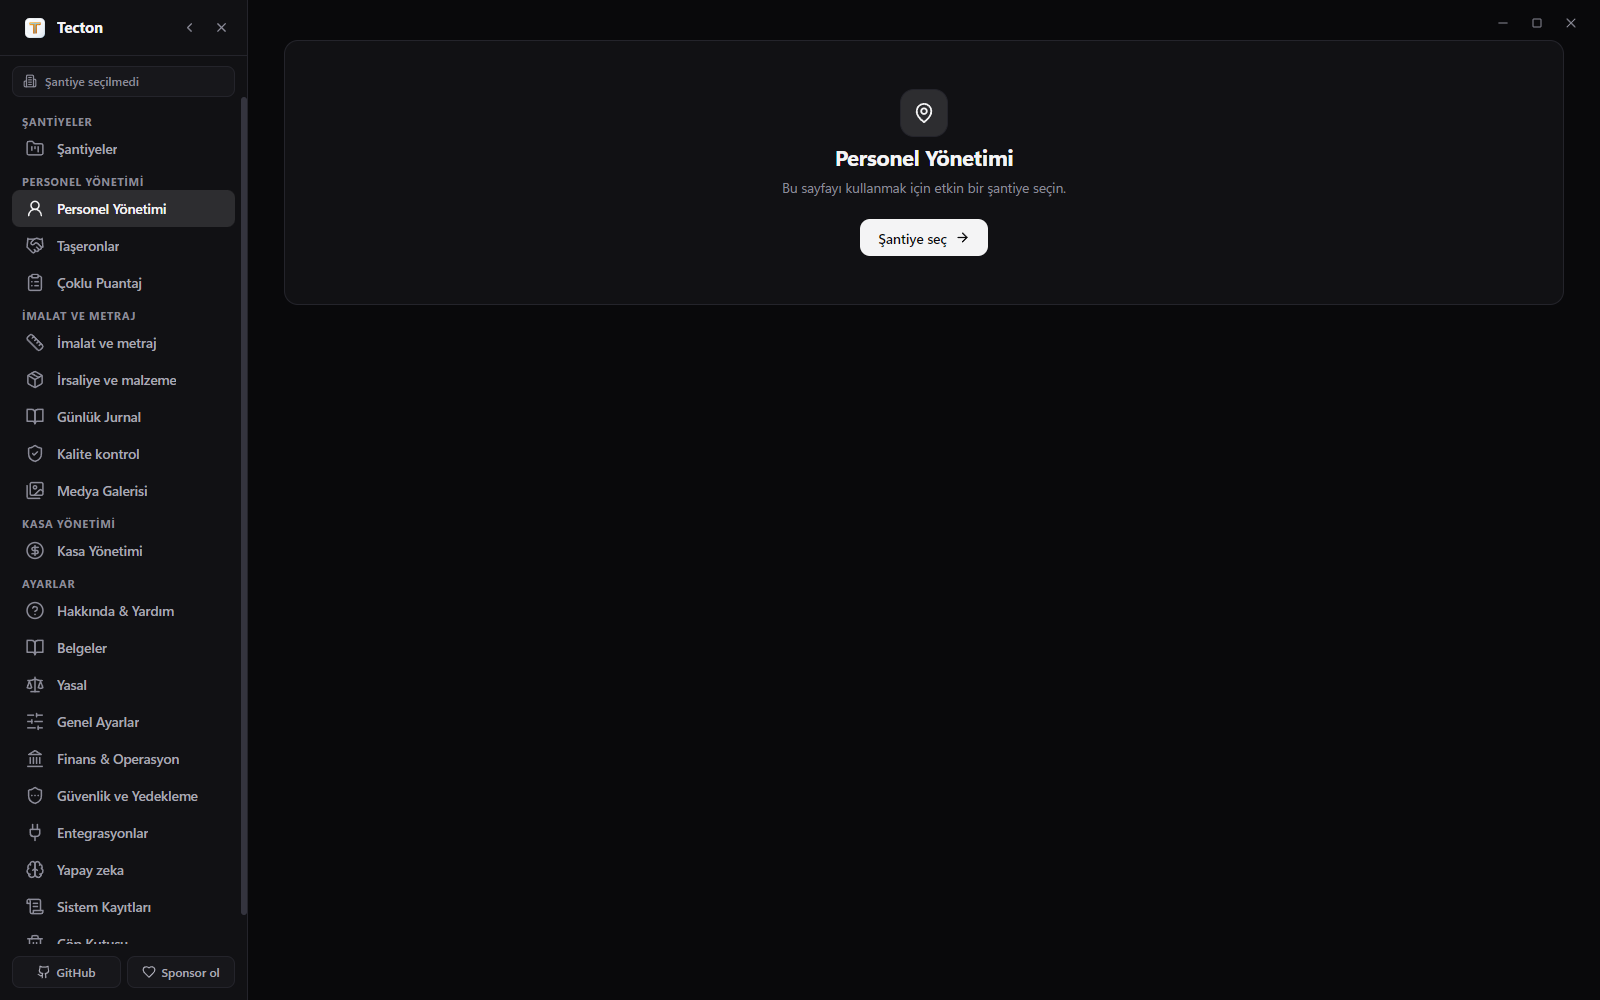 Tecton
Şantiye seçilmedi
ŞANTİYELER
Şantiyeler
PERSONEL YÖNETİMİ
Personel Yönetimi
Taşeronlar
Çoklu Puantaj
İMALAT VE METRAJ
İmalat ve metraj
İrsaliye ve malzeme
Günlük Jurnal
Kalite kontrol
Medya Galerisi
KASA YÖNETİMİ
Kasa Yönetimi
AYARLAR
Hakkında & Yardım
Belgeler
Yasal
Genel Ayarlar
Finans & Operasyon
Güvenlik ve Yedekleme
Entegrasyonlar
Yapay zeka
Sistem Kayıtları
Çöp Kutusu
GitHub
Sponsor ol
Personel Yönetimi
Bu sayfayı kullanmak için etkin bir şantiye seçin.
Şantiye seç